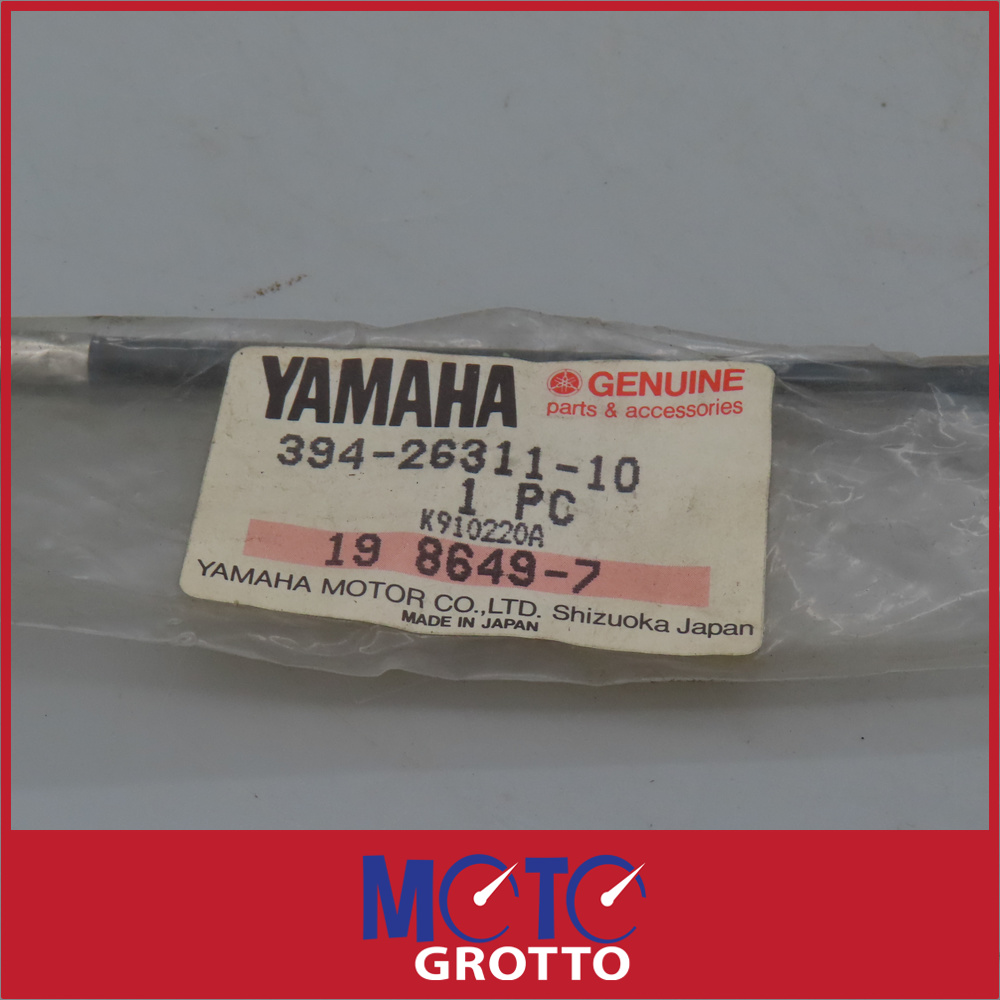 YAMAHA
GENUINE
parts & accessories
394-26311-10
1 PC
K910220A
19 8649-7
YAMAHA MOTOR CO.,LTD. Shizuoka Japan
MADE IN JAPAN
MOTO
GROTTO